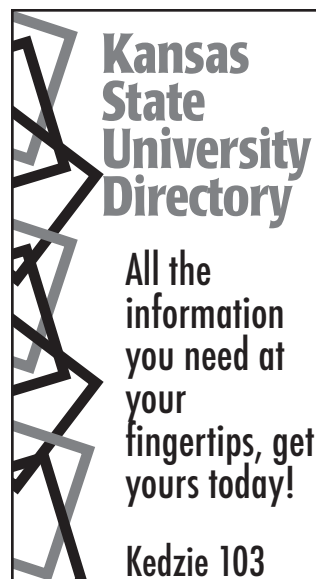 Kansas
State
University
Directory
All the
information
you need at
your
fingertips, get
yours today!
Kedzie 103